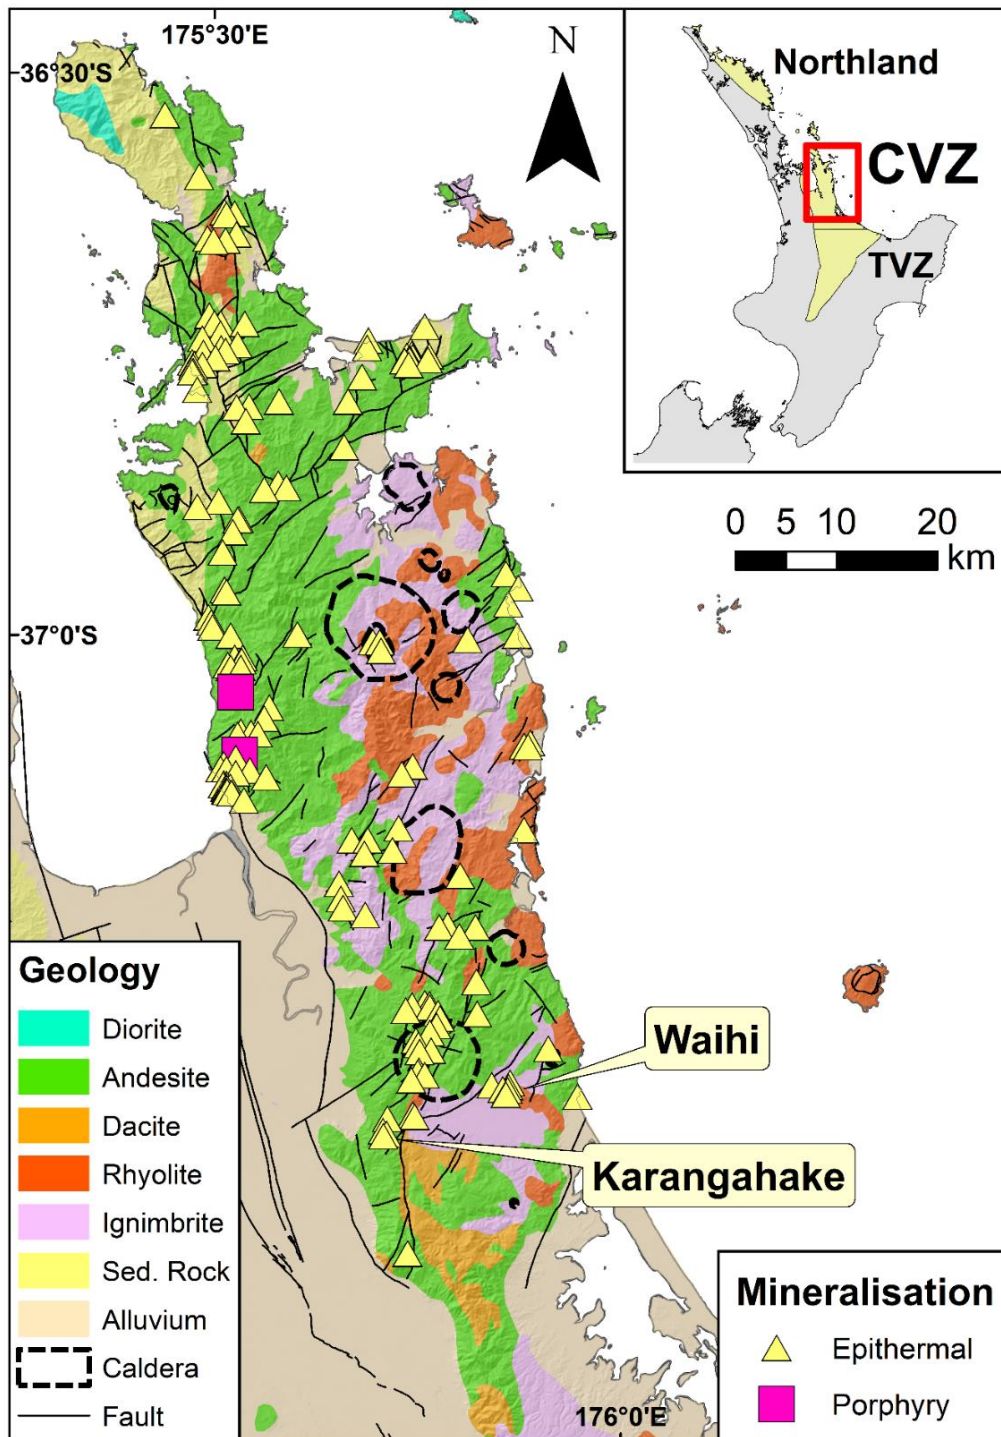 175°30'E
36°30'S
N
Northland
CVZ
TVZ
0 5 10 20
km
37°0'S
Waihi
Karangahake
Geology
Diorite
Andesite
Dacite
Rhyolite
Ignimbrite
Sed. Rock
Alluvium
Caldera
Fault
176°0'E
Mineralisation
Epithermal
Porphyry